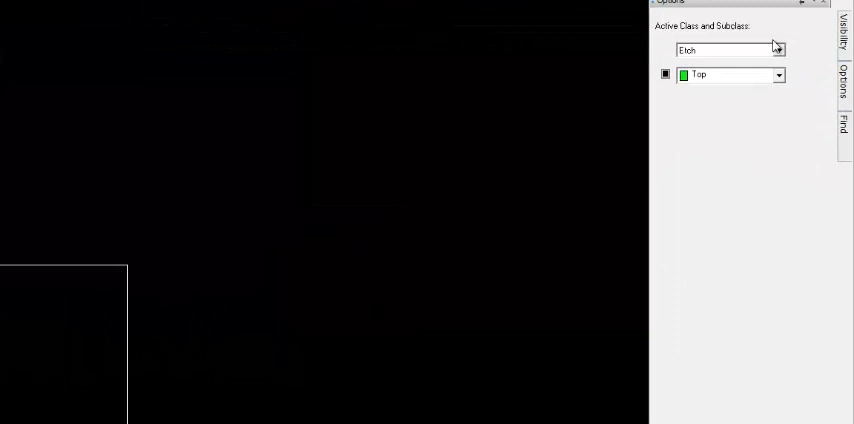 Options
Active Class and Subclass:
Etch
Top
Visibility
Options
Find